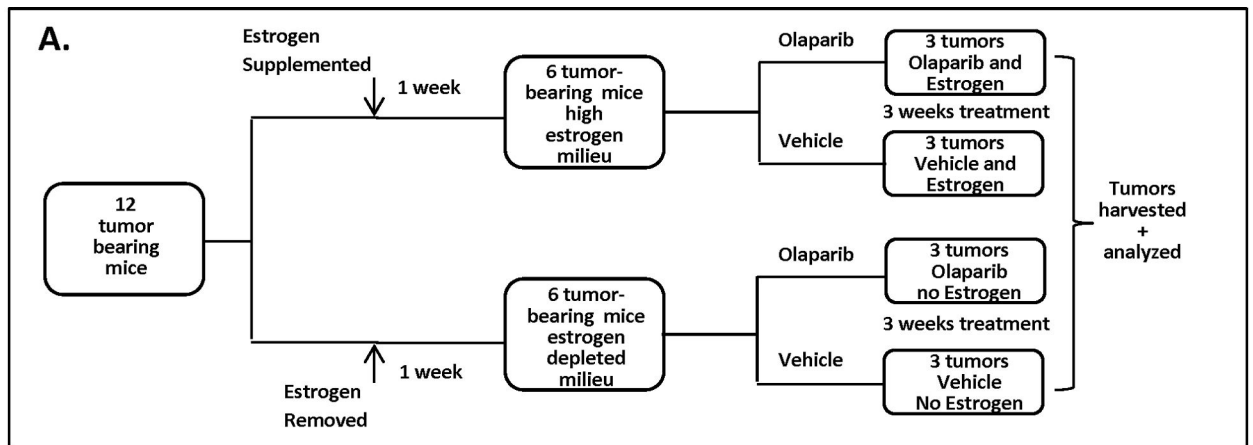 A.
Estrogen
Supplemented
1 week
12
tumor
bearing
mice
Estrogen
Removed
1 week
6 tumor-
bearing mice
high
estrogen
milieu
6 tumor-
bearing mice
estrogen
depleted
milieu
Olaparib
3 tumors
Olaparib and
Estrogen
3 weeks treatment
Vehicle
3 tumors
Vehicle and
Estrogen
Olaparib
3 tumors
Olaparib
no Estrogen
3 weeks treatment
Vehicle
3 tumors
Vehicle
No Estrogen
Tumors
harvested
+
analyzed